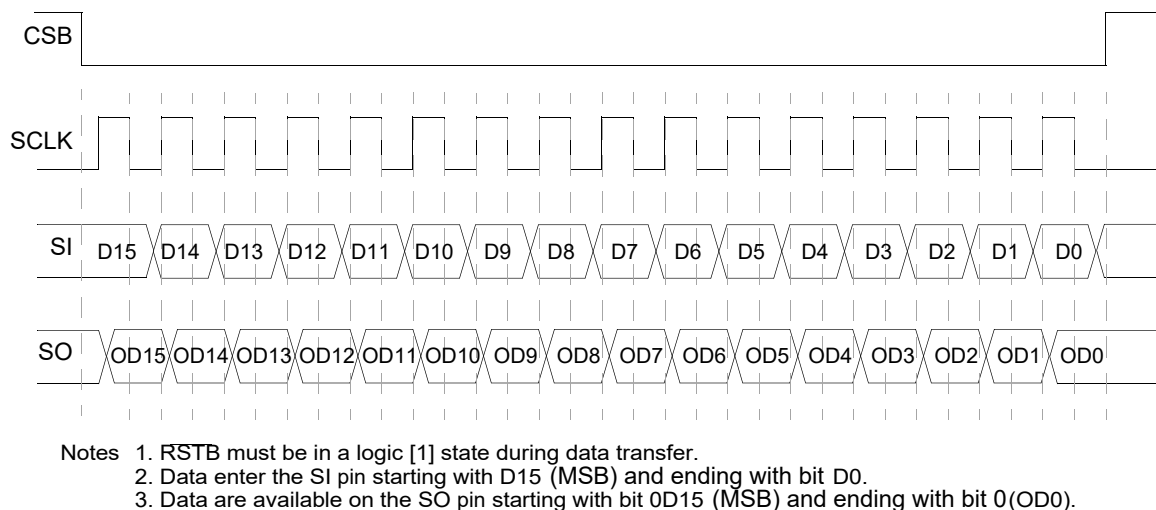 CSB
SCLK
SI D15 D14 D13 D12 D11 D10 D9 D8 D7 D6 D5 D4 D3 D2 D1 D0
SO OD15 OD14 OD13 OD12 OD11 OD10 OD9 OD8 OD7 OD6 OD5 OD4 OD3 OD2 OD1 OD0
Notes 1. RSTB must be in a logic [1] state during data transfer.
2. Data enter the SI pin starting with D15 (MSB) and ending with bit D0.
3. Data are available on the SO pin starting with bit 0D15 (MSB) and ending with bit 0(OD0).